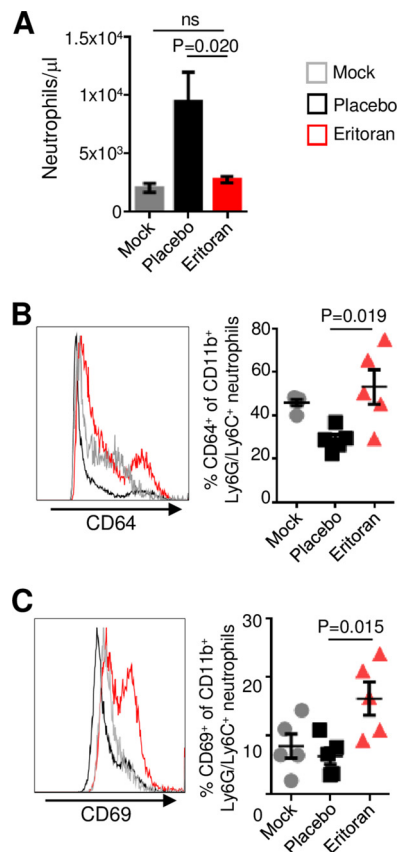 A
ns
P=0.020
Neutrophils/µl
1.5x10⁴
1x10⁴
5x10³
0
Mock
Placebo
Eritoran
Mock
Placebo
Eritoran
B
CD64
P=0.019
% CD64⁺ of CD11b⁺
Ly6G/Ly6C⁺ neutrophils
80
60
40
20
0
Mock
Placebo
Eritoran
C
CD69
P=0.015
% CD69⁺ of CD11b⁺
Ly6G/Ly6C⁺ neutrophils
30
20
10
0
Mock
Placebo
Eritoran